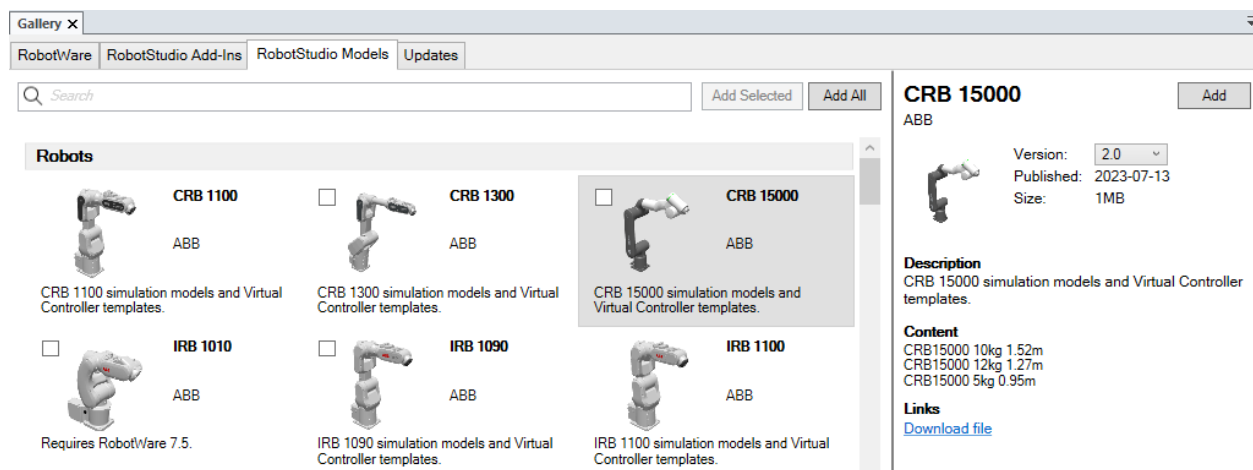 Gallery X
RobotWare
RobotStudio Add-Ins
RobotStudio Models
Updates
Search
Add Selected
Add All
Robots
CRB 1100
ABB
CRB 1100 simulation models and Virtual
Controller templates.
CRB 1300
ABB
CRB 1300 simulation models and Virtual
Controller templates.
CRB 15000
ABB
CRB 15000 simulation models and
Virtual Controller templates.
IRB 1010
ABB
Requires RobotWare 7.5.
IRB 1090
ABB
IRB 1090 simulation models and Virtual
Controller templates.
IRB 1100
ABB
IRB 1100 simulation models and Virtual
Controller templates.
CRB 15000
Add
ABB
Version: 2.0
Published: 2023-07-13
Size: 1MB
Description
CRB 15000 simulation models and Virtual Controller
templates.
Content
CRB15000 10kg 1.52m
CRB15000 12kg 1.27m
CRB15000 5kg 0.95m
Links
Download file